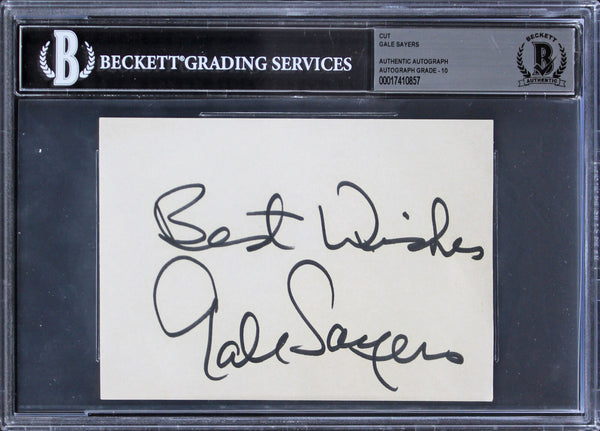 B
BECKETT®GRADING SERVICES
CUT
GALE SAYERS
AUTHENTIC AUTOGRAPH
AUTOGRAPH GRADE - 10
00017410857
BECKETT
B
AUTHENTIC
Best Wishes
Gale Sayers